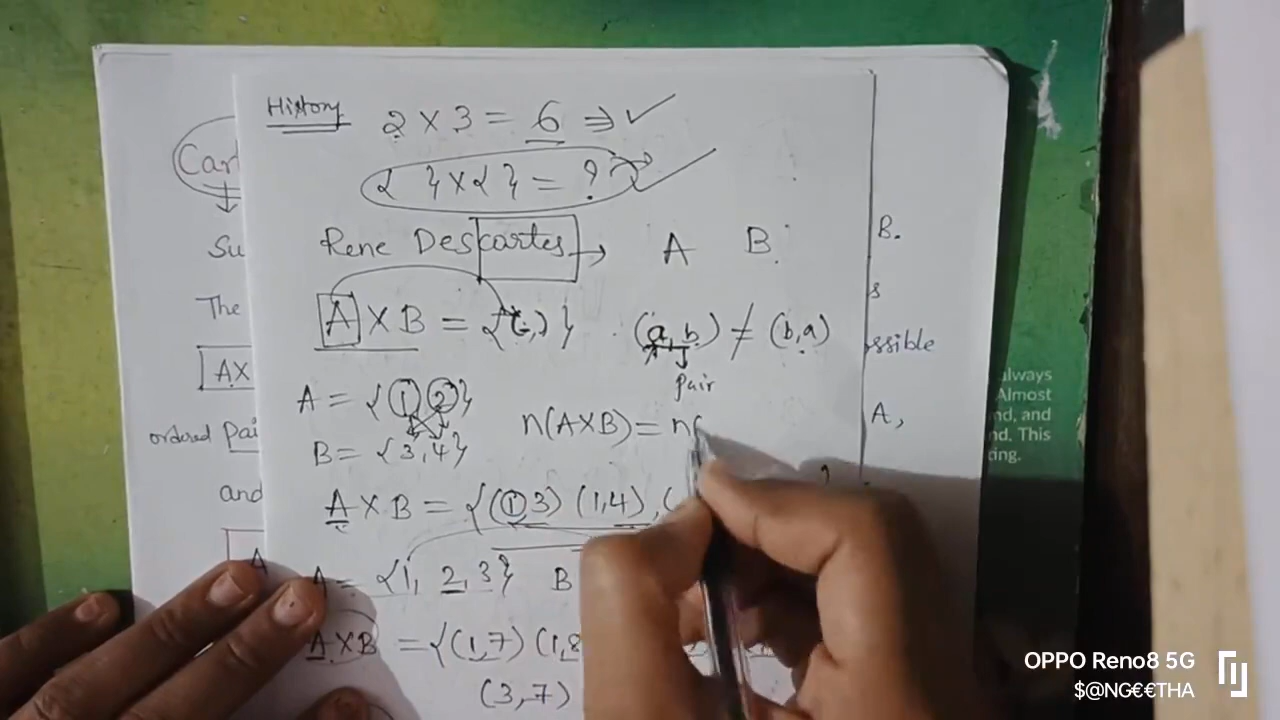 History
2 × 3 = 6 ⇒ ✓
{ } × { } = ? ✓
Rene Descartes → A B
A × B = {(,)} (a, b) ≠ (b, a)
pair
A = {1 2}
n(A×B) = n(
B = {3, 4}
A × B = {(1 3) (1,4), (
A = {1, 2, 3} B
A × B = {(1,7) (1,8
(3,7)
Cart
Su
The
AX
ordered pai
and
A
B.
s
ssible
A,
always
Almost
nd, and
nd. This
ing.
OPPO Reno8 5G
$@NG€€THA